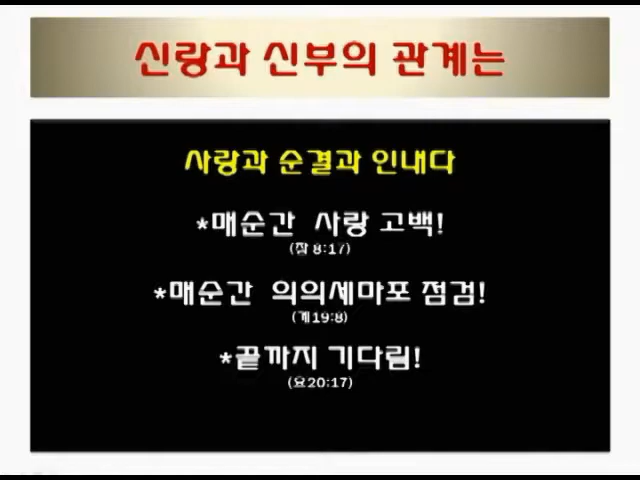 신랑과 신부의 관계는
사랑과 순결과 인내다
*매순간 사랑 고백!
(잠 8:17)
*매순간 의의세마포 점검!
(계19:8)
*끝까지 기다림!
(요20:17)